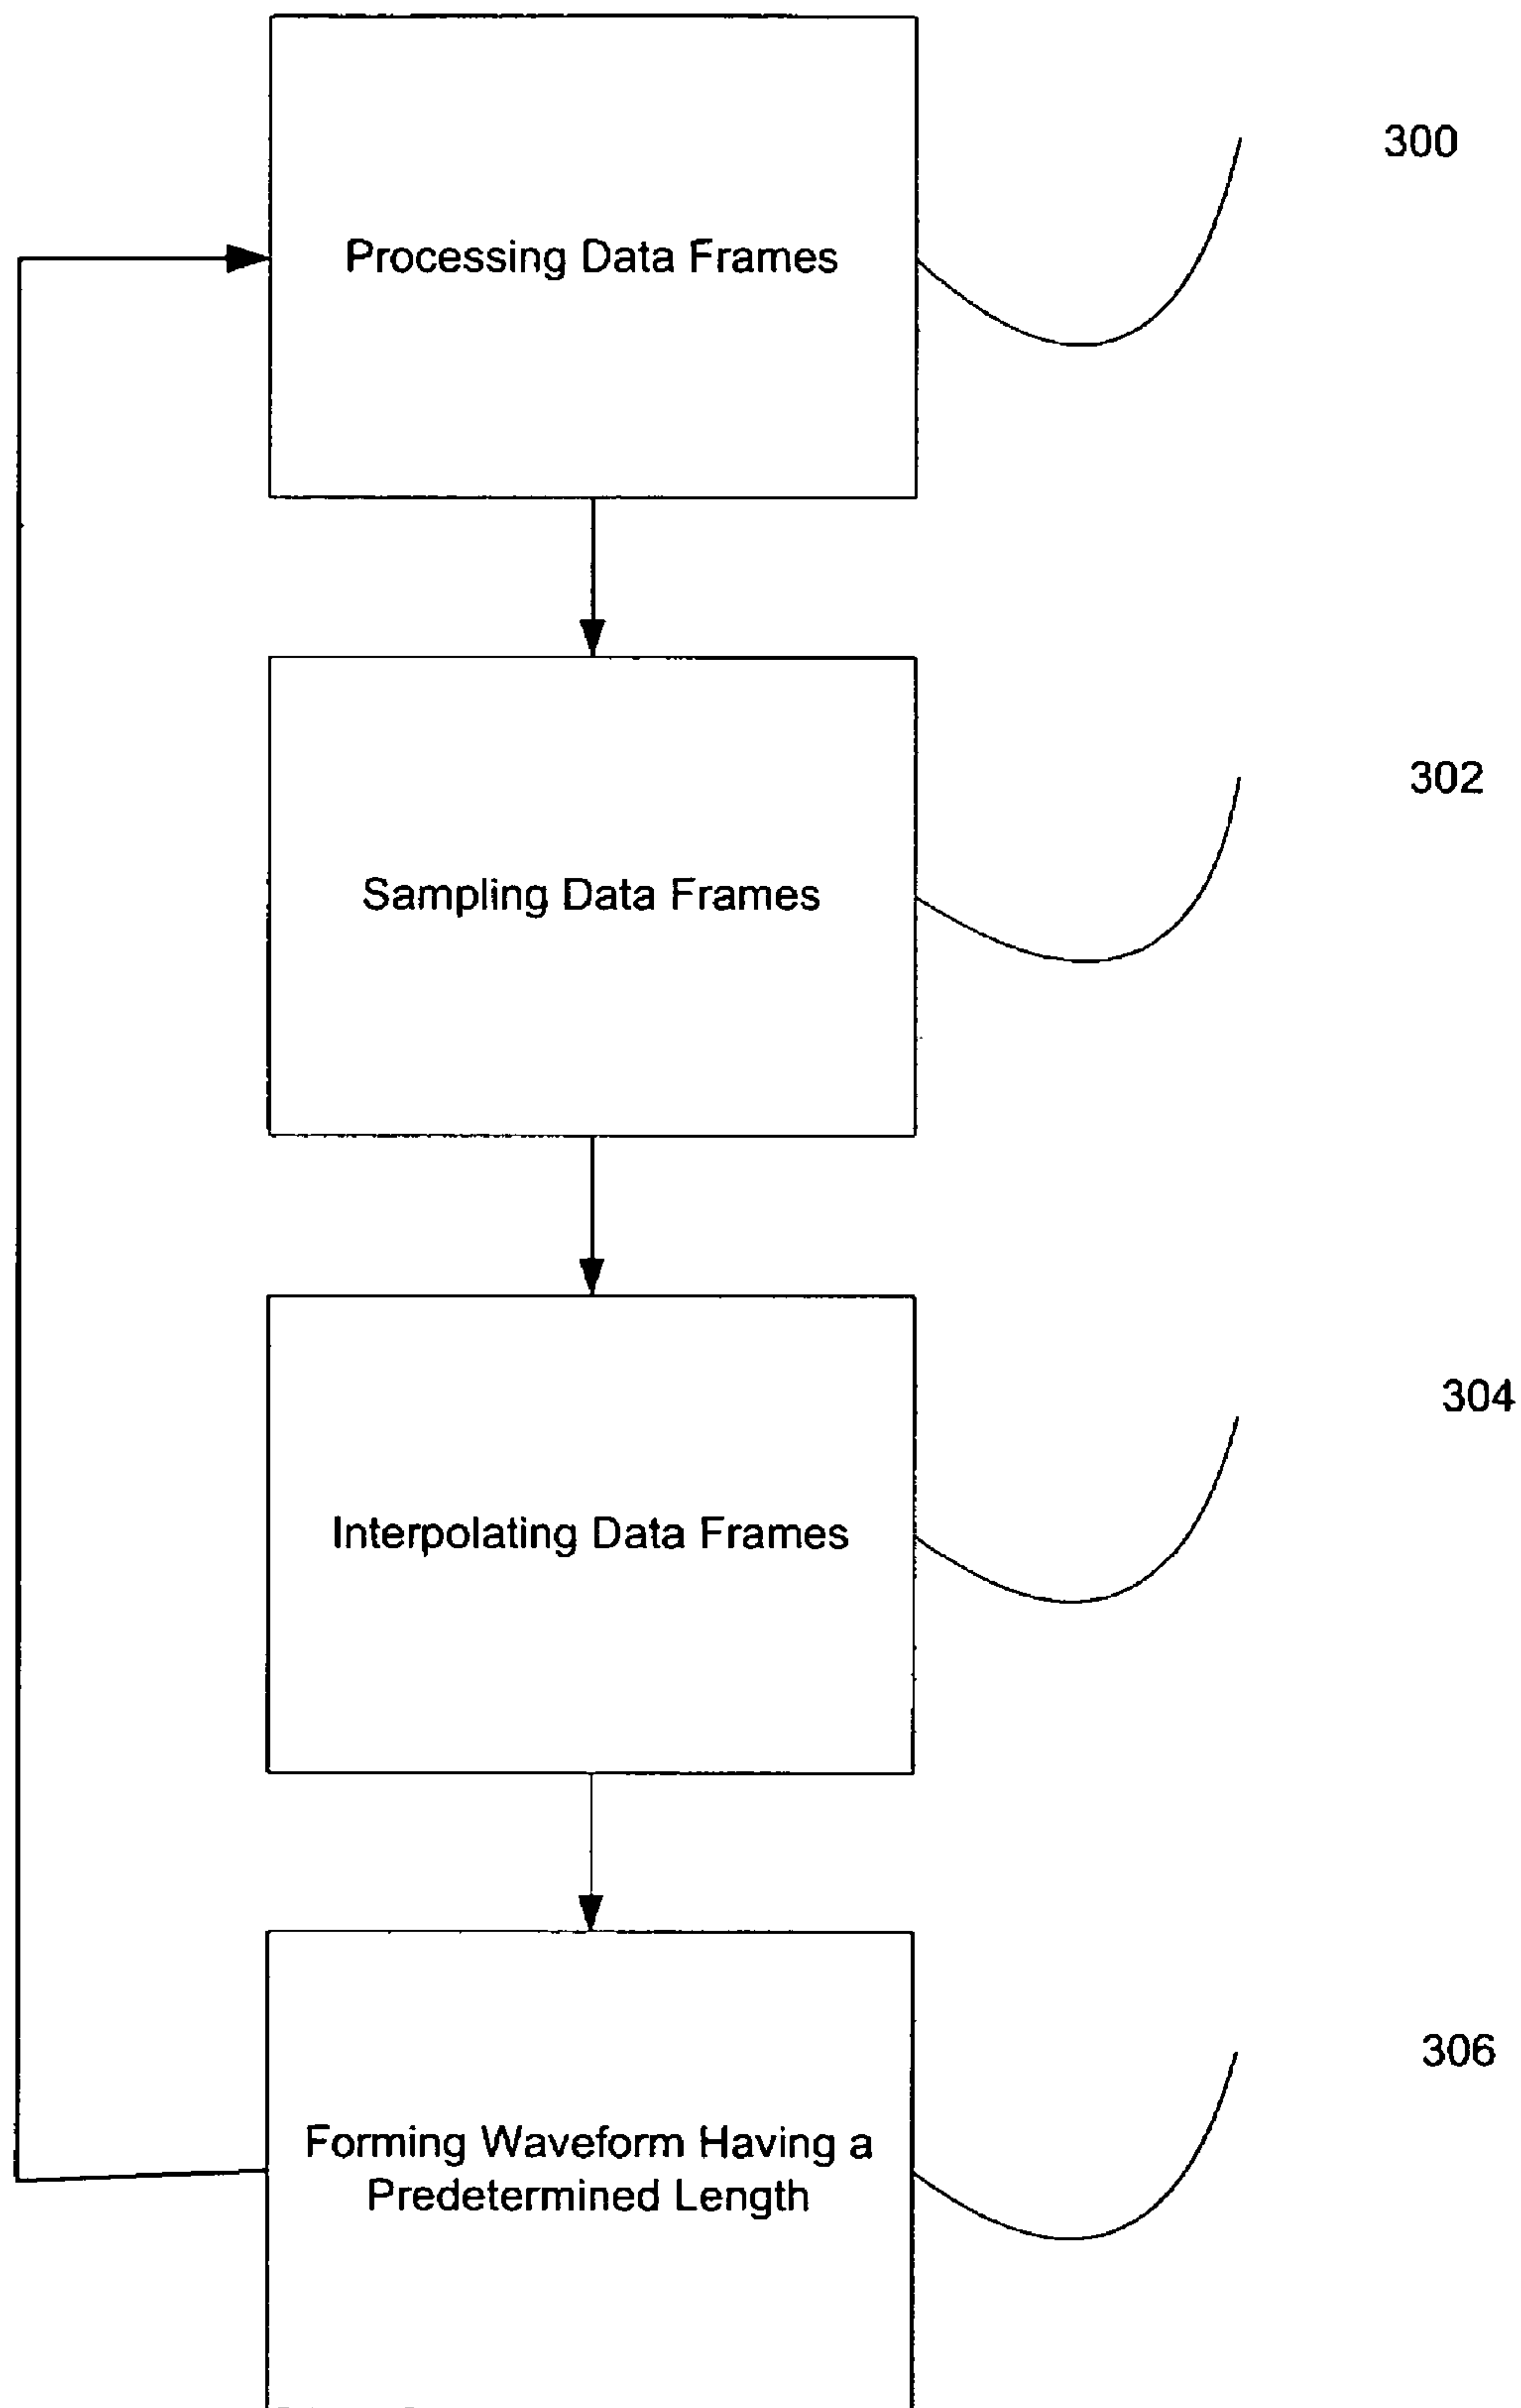 300
Processing Data Frames
302
Sampling Data Frames
304
Interpolating Data Frames
306
Forming Waveform Having a
Predetermined Length